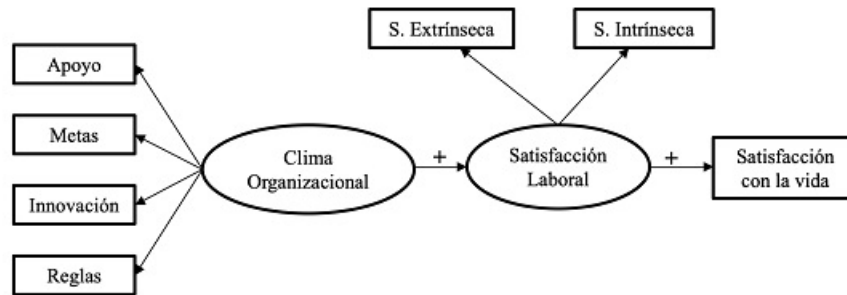 S. Extrínseca
S. Intrínseca
Apoyo
Metas
Innovación
Reglas
Clima
Organizacional
+
Satisfacción
Laboral
+
Satisfacción
con la vida